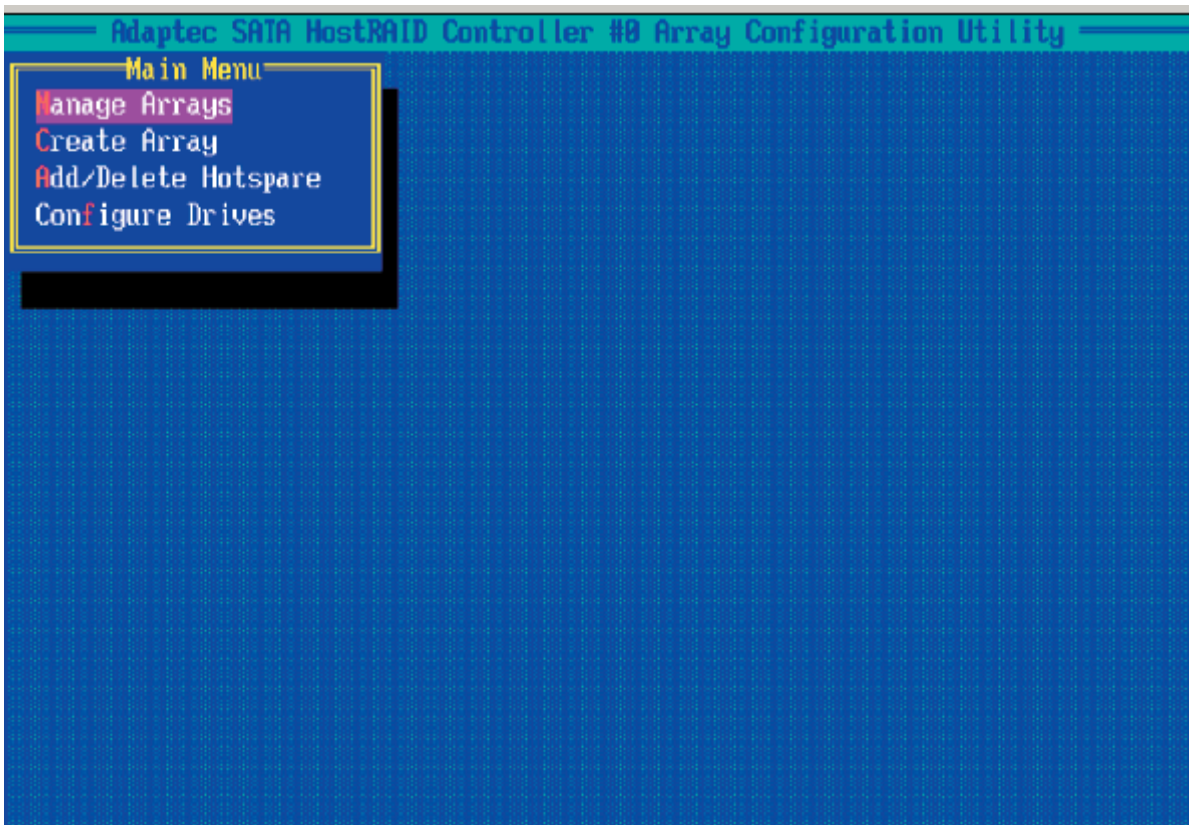 Adaptec SATA HostRAID Controller #0 Array Configuration Utility
Main Menu
Manage Arrays
Create Array
Add/Delete Hotspare
Configure Drives